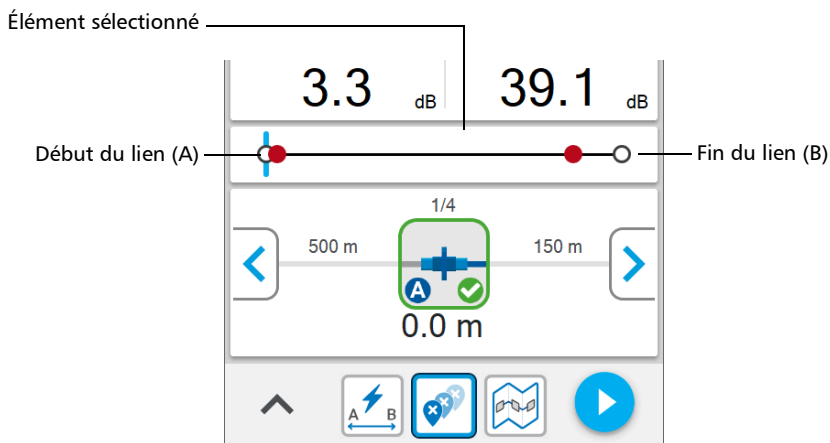 Élément sélectionné
3.3 dB 39.1 dB
Début du lien (A) Fin du lien (B)
1/4
500 m 150 m
A
0.0 m
A B